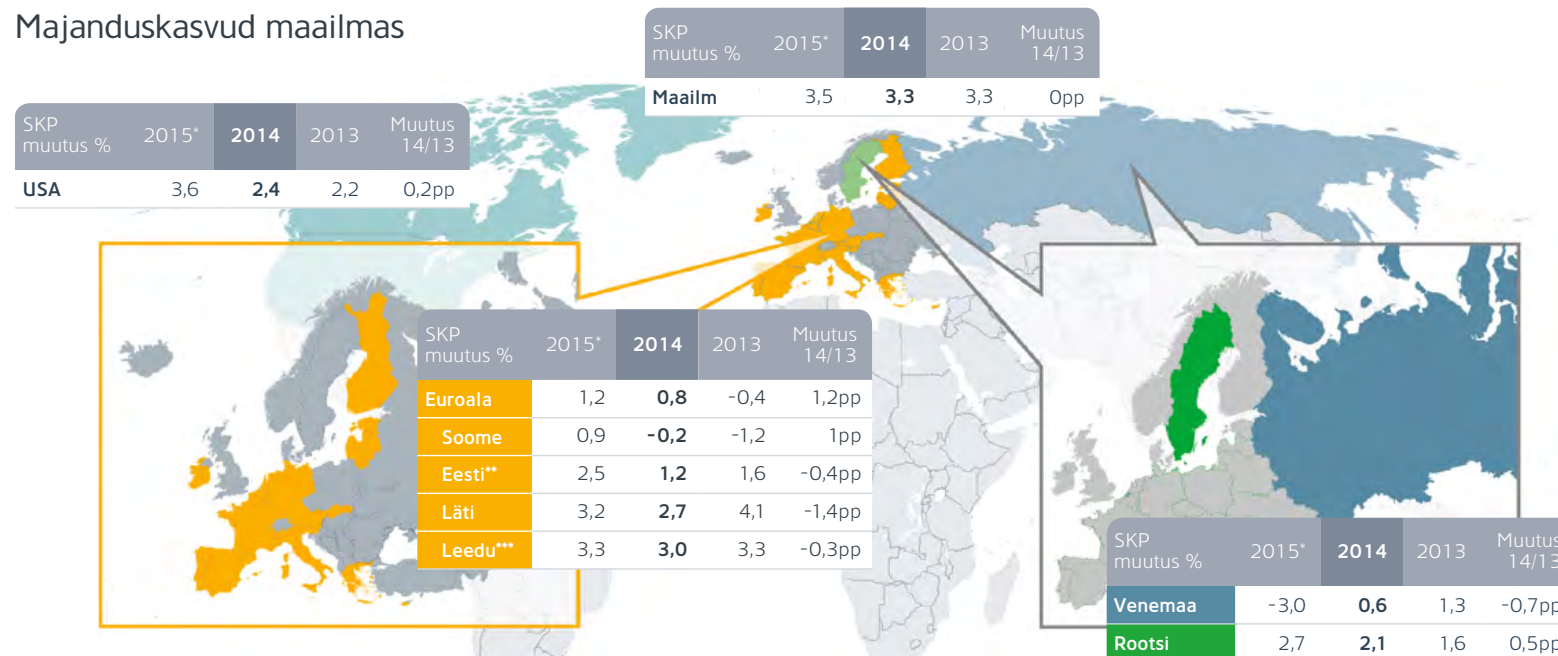 Majanduskasvud maailmas
SKP muutus % 2015* 2014 2013 Muutus 14/13
Maailm 3,5 3,3 3,3 0pp
SKP muutus % 2015* 2014 2013 Muutus 14/13
USA 3,6 2,4 2,2 0,2pp
SKP muutus % 2015* 2014 2013 Muutus 14/13
Euroala 1,2 0,8 -0,4 1,2pp
Soome 0,9 -0,2 -1,2 1pp
Eesti** 2,5 1,2 1,6 -0,4pp
Läti 3,2 2,7 4,1 -1,4pp
Leedu*** 3,3 3,0 3,3 -0,3pp
SKP muutus % 2015* 2014 2013 Muutus 14/13
Venemaa -3,0 0,6 1,3 -0,7pp
Rootsi 2,7 2,1 1,6 0,5pp